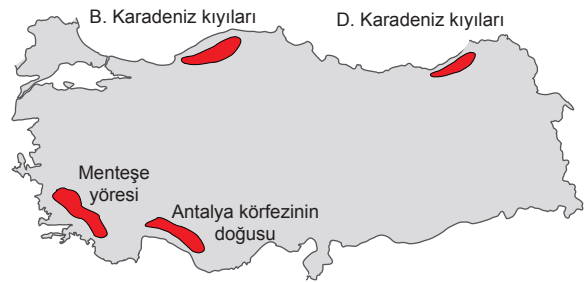 B. Karadeniz kıyıları
D. Karadeniz kıyıları
Menteşe
yöresi
Antalya körfezinin
doğusu